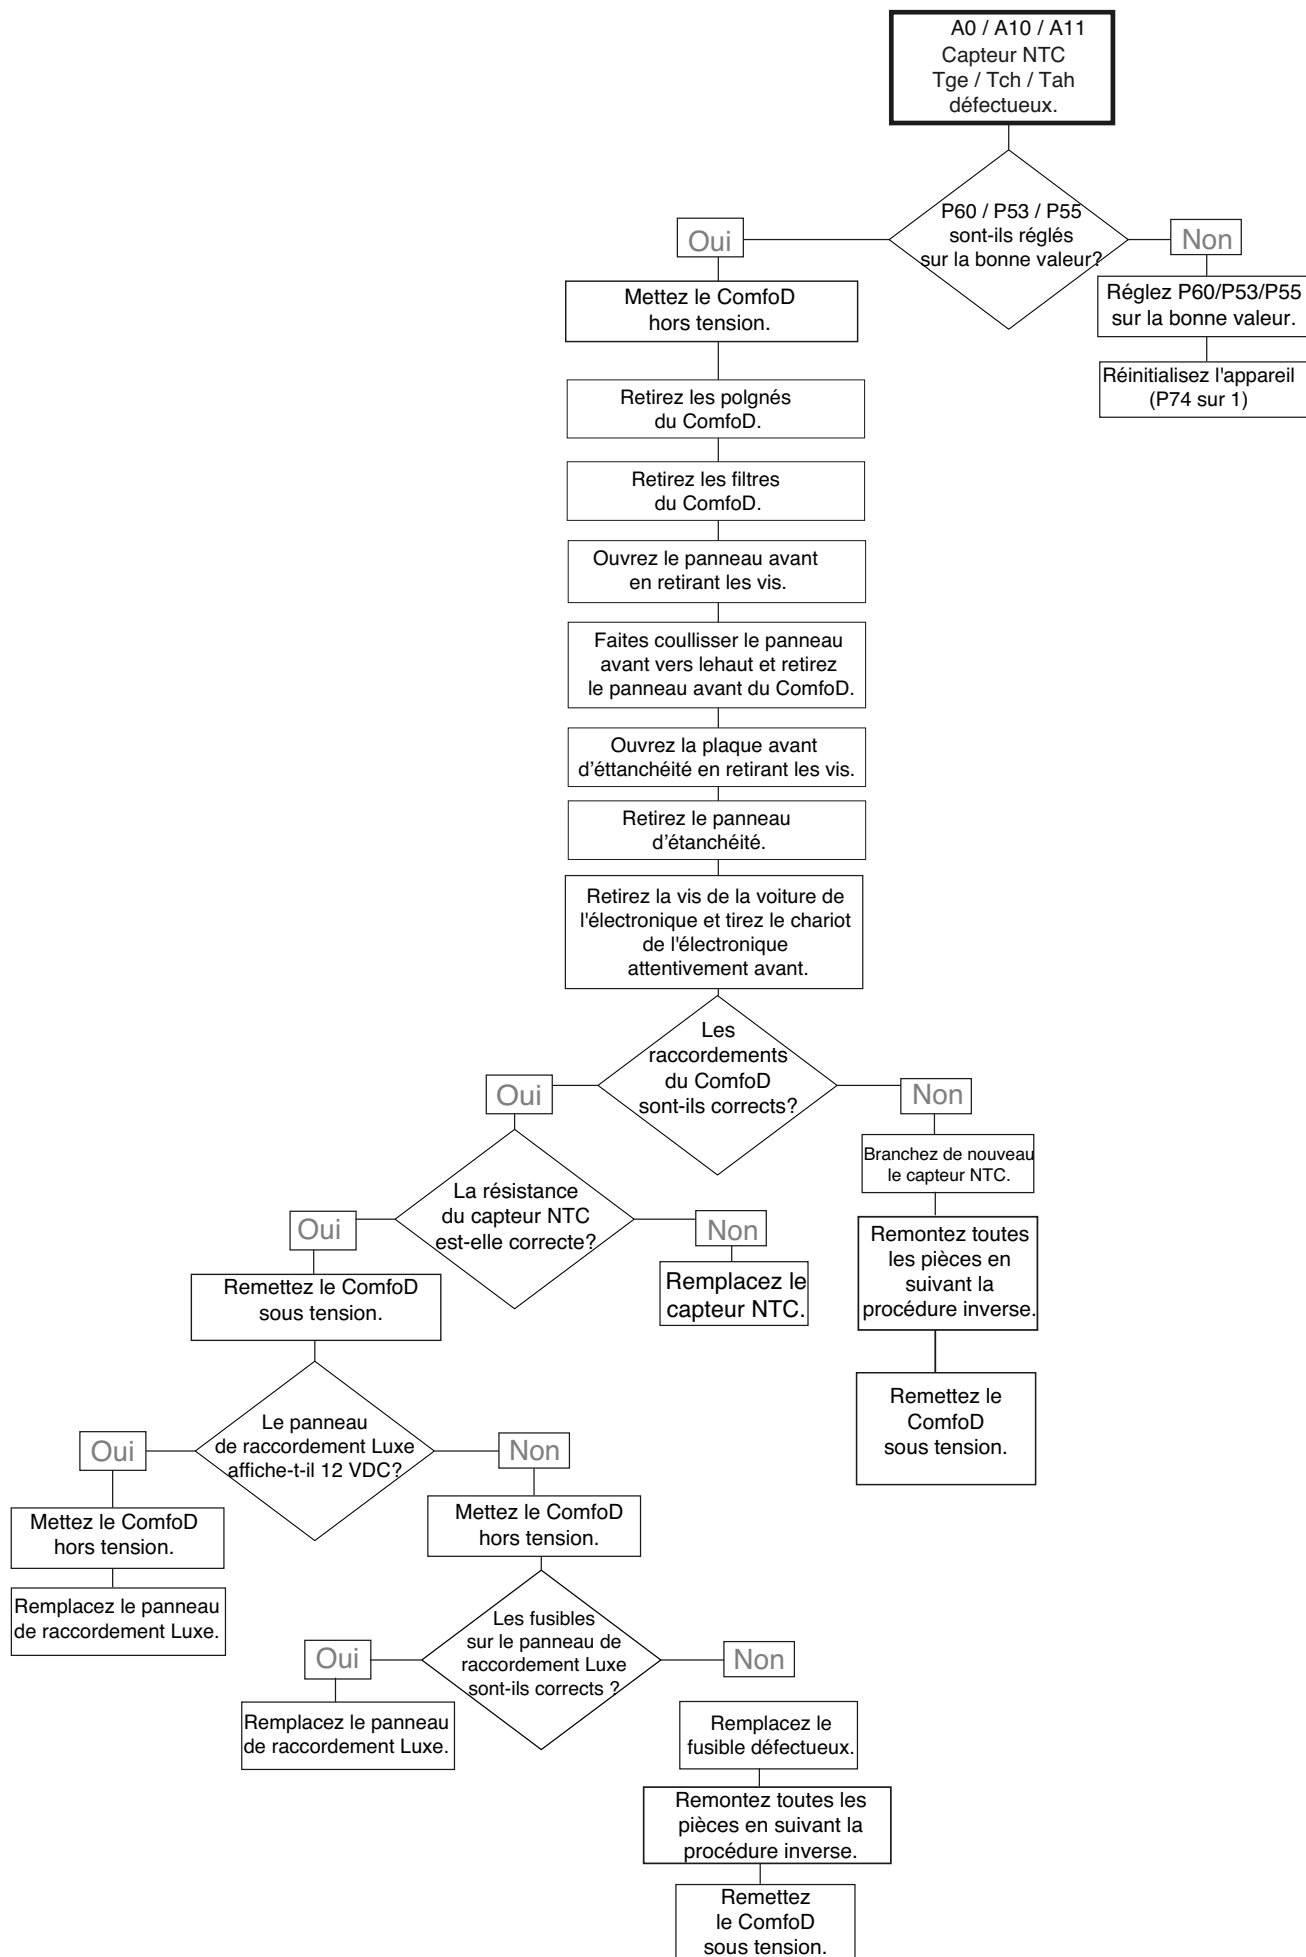 A0 / A10 / A11
Capteur NTC
Tge / Tch / Tah
défectueux.
P60 / P53 / P55
sont-ils réglés
sur la bonne valeur?
Oui
Non
Mettez le ComfoD
hors tension.
Réglez P60/P53/P55
sur la bonne valeur.
Réinitialisez l'appareil
(P74 sur 1)
Retirez les polgnés
du ComfoD.
Retirez les filtres
du ComfoD.
Ouvrez le panneau avant
en retirant les vis.
Faites coullisser le panneau
avant vers lehaut et retirez
le panneau avant du ComfoD.
Ouvrez la plaque avant
d'éttanchéité en retirant les vis.
Retirez le panneau
d'étanchéité.
Retirez la vis de la voiture de
l'électronique et tirez le chariot
de l'électronique
attentivement avant.
Les
raccordements
du ComfoD
sont-ils corrects?
Oui
Non
Branchez de nouveau
le capteur NTC.
Remontez toutes
les pièces en
suivant la
procédure inverse.
Remettez le
ComfoD
sous tension.
La résistance
du capteur NTC
est-elle correcte?
Oui
Non
Remplacez le
capteur NTC.
Remettez le ComfoD
sous tension.
Le panneau
de raccordement Luxe
affiche-t-il 12 VDC?
Oui
Non
Mettez le ComfoD
hors tension.
Remplacez le panneau
de raccordement Luxe.
Mettez le ComfoD
hors tension.
Les fusibles
sur le panneau de
raccordement Luxe
sont-ils corrects ?
Oui
Non
Remplacez le panneau
de raccordement Luxe.
Remplacez le
fusible défectueux.
Remontez toutes les
pièces en suivant la
procédure inverse.
Remettez
le ComfoD
sous tension.